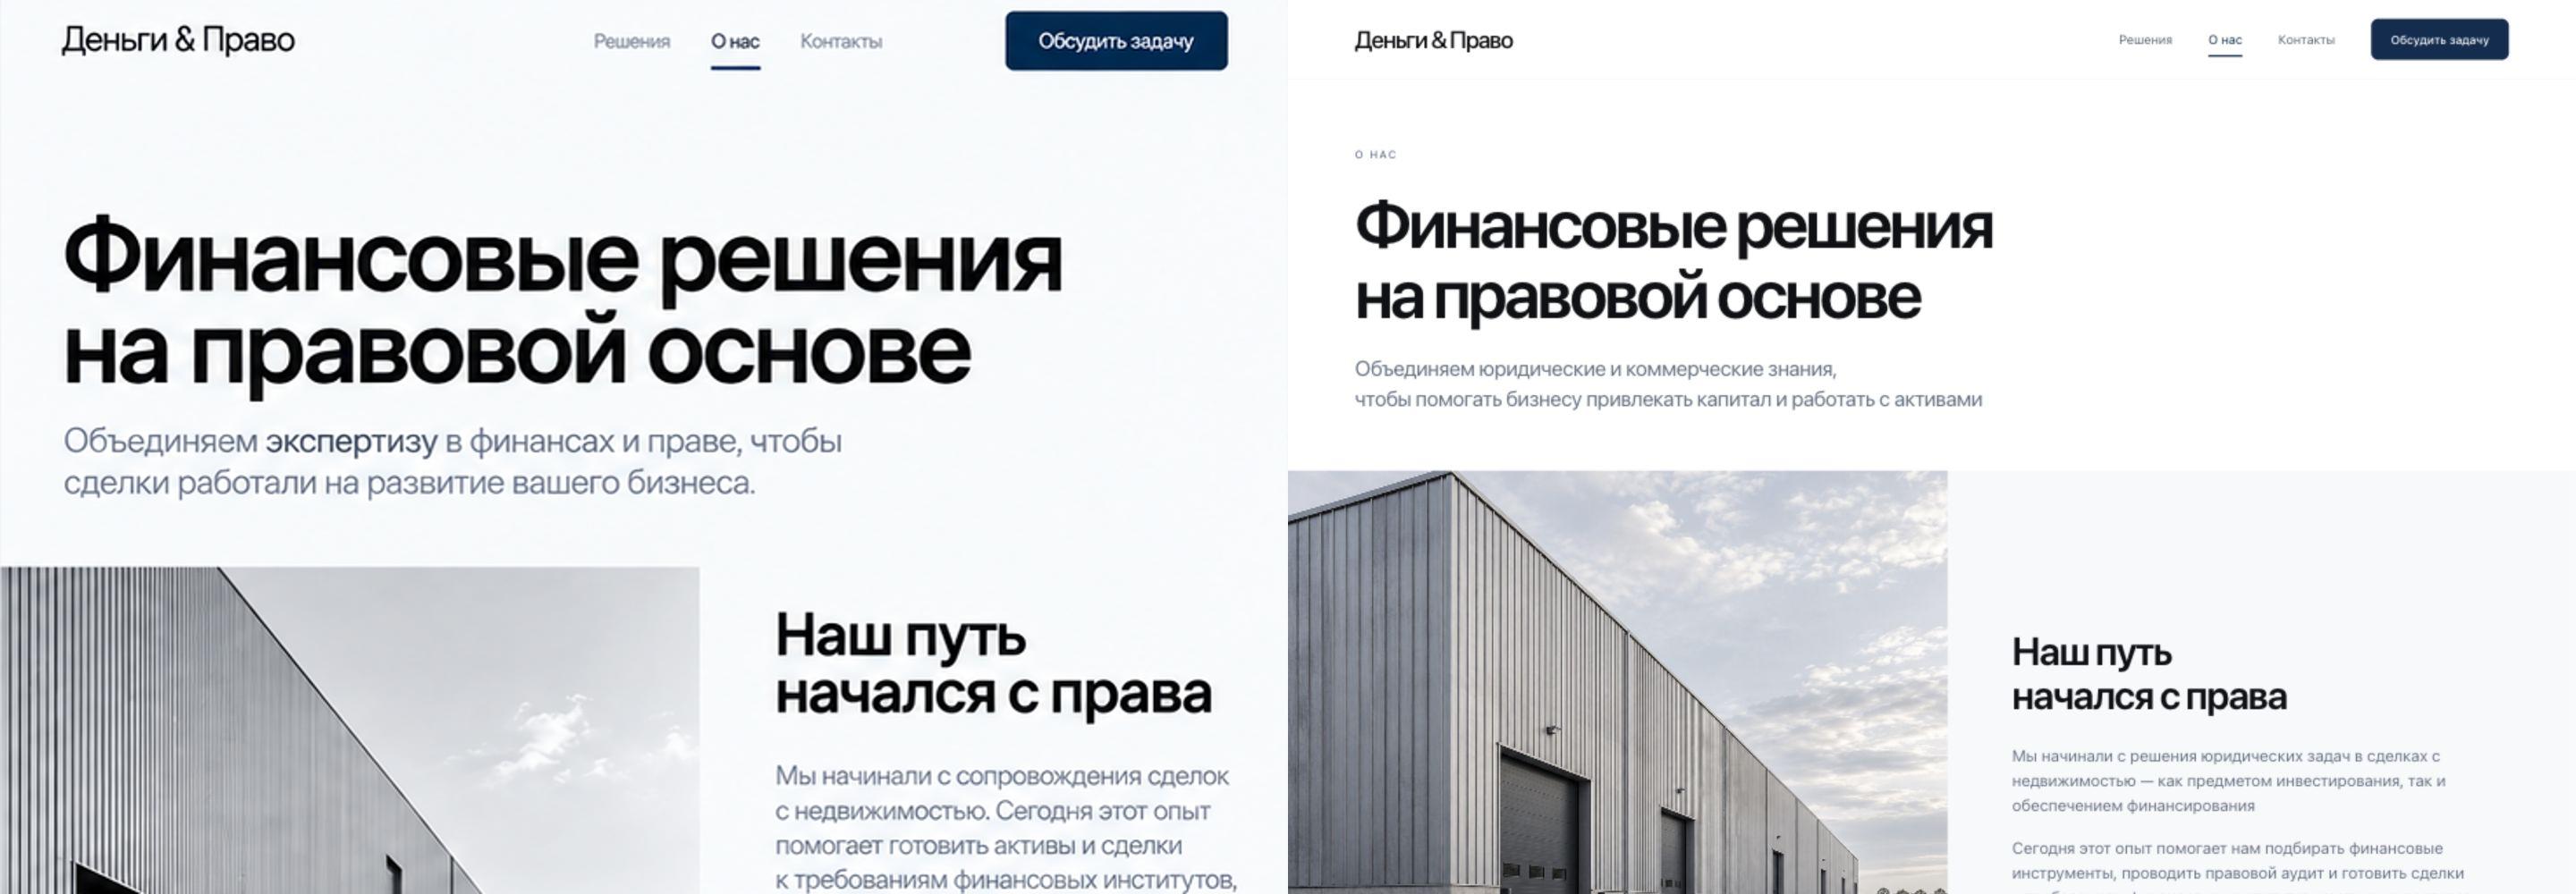 Деньги & Право
Решения
О нас
Контакты
Обсудить задачу
Финансовые решения
на правовой основе
Объединяем экспертизу в финансах и праве, чтобы
сделки работали на развитие вашего бизнеса.
Наш путь
начался с права
Мы начинали с сопровождения сделок
с недвижимостью. Сегодня этот опыт
помогает готовить активы и сделки
к требованиям финансовых институтов,
Деньги & Право
Решения
О нас
Контакты
Обсудить задачу
О НАС
Финансовые решения
на правовой основе
Объединяем юридические и коммерческие знания,
чтобы помогать бизнесу привлекать капитал и работать с активами
Наш путь
начался с права
Мы начинали с решения юридических задач в сделках с
недвижимостью — как предметом инвестирования, так и
обеспечением финансирования
Сегодня этот опыт помогает нам подбирать финансовые
инструменты, проводить правовой аудит и готовить сделки